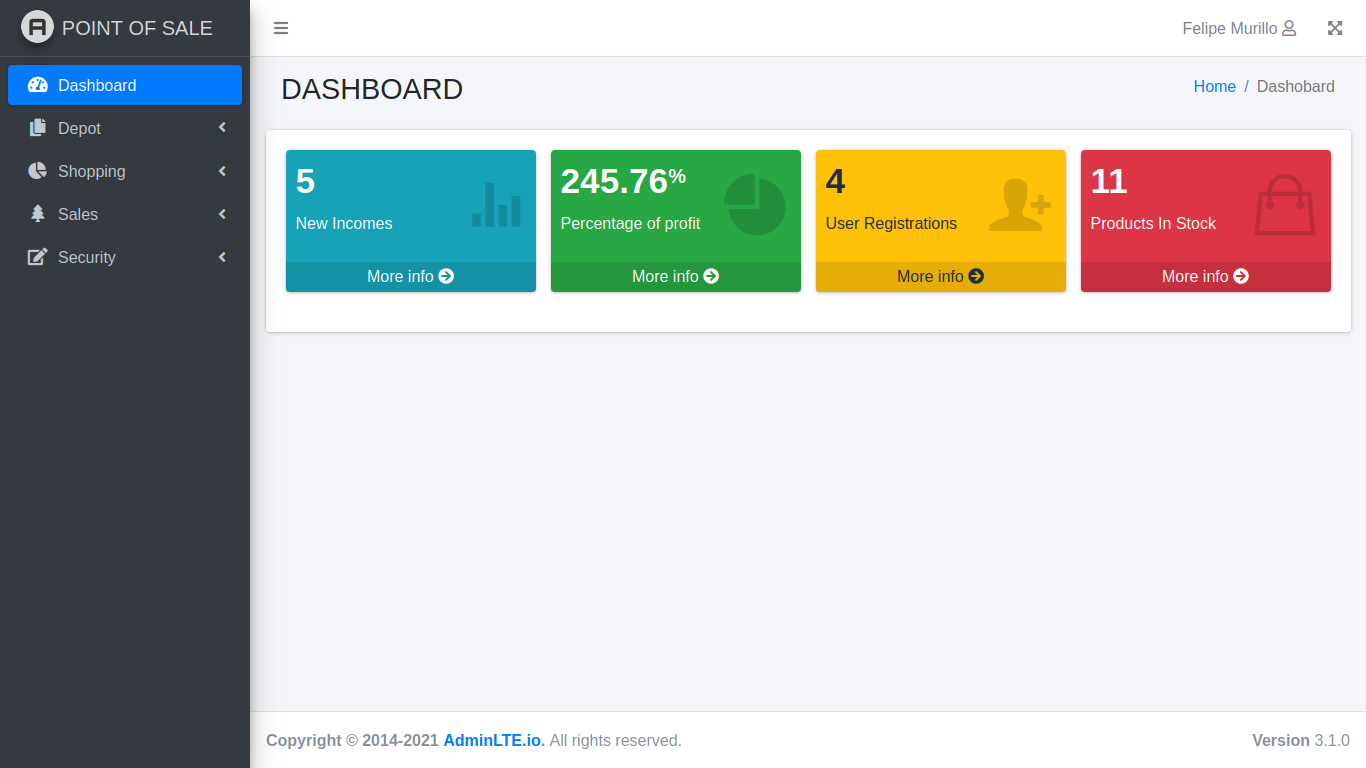 POINT OF SALE
Felipe Murillo
Dashboard
Depot
Shopping
Sales
Security
DASHBOARD
Home / Dashobard
5
New Incomes
More info
245.76%
Percentage of profit
More info
4
User Registrations
More info
11
Products In Stock
More info
Copyright © 2014-2021 AdminLTE.io. All rights reserved.
Version 3.1.0